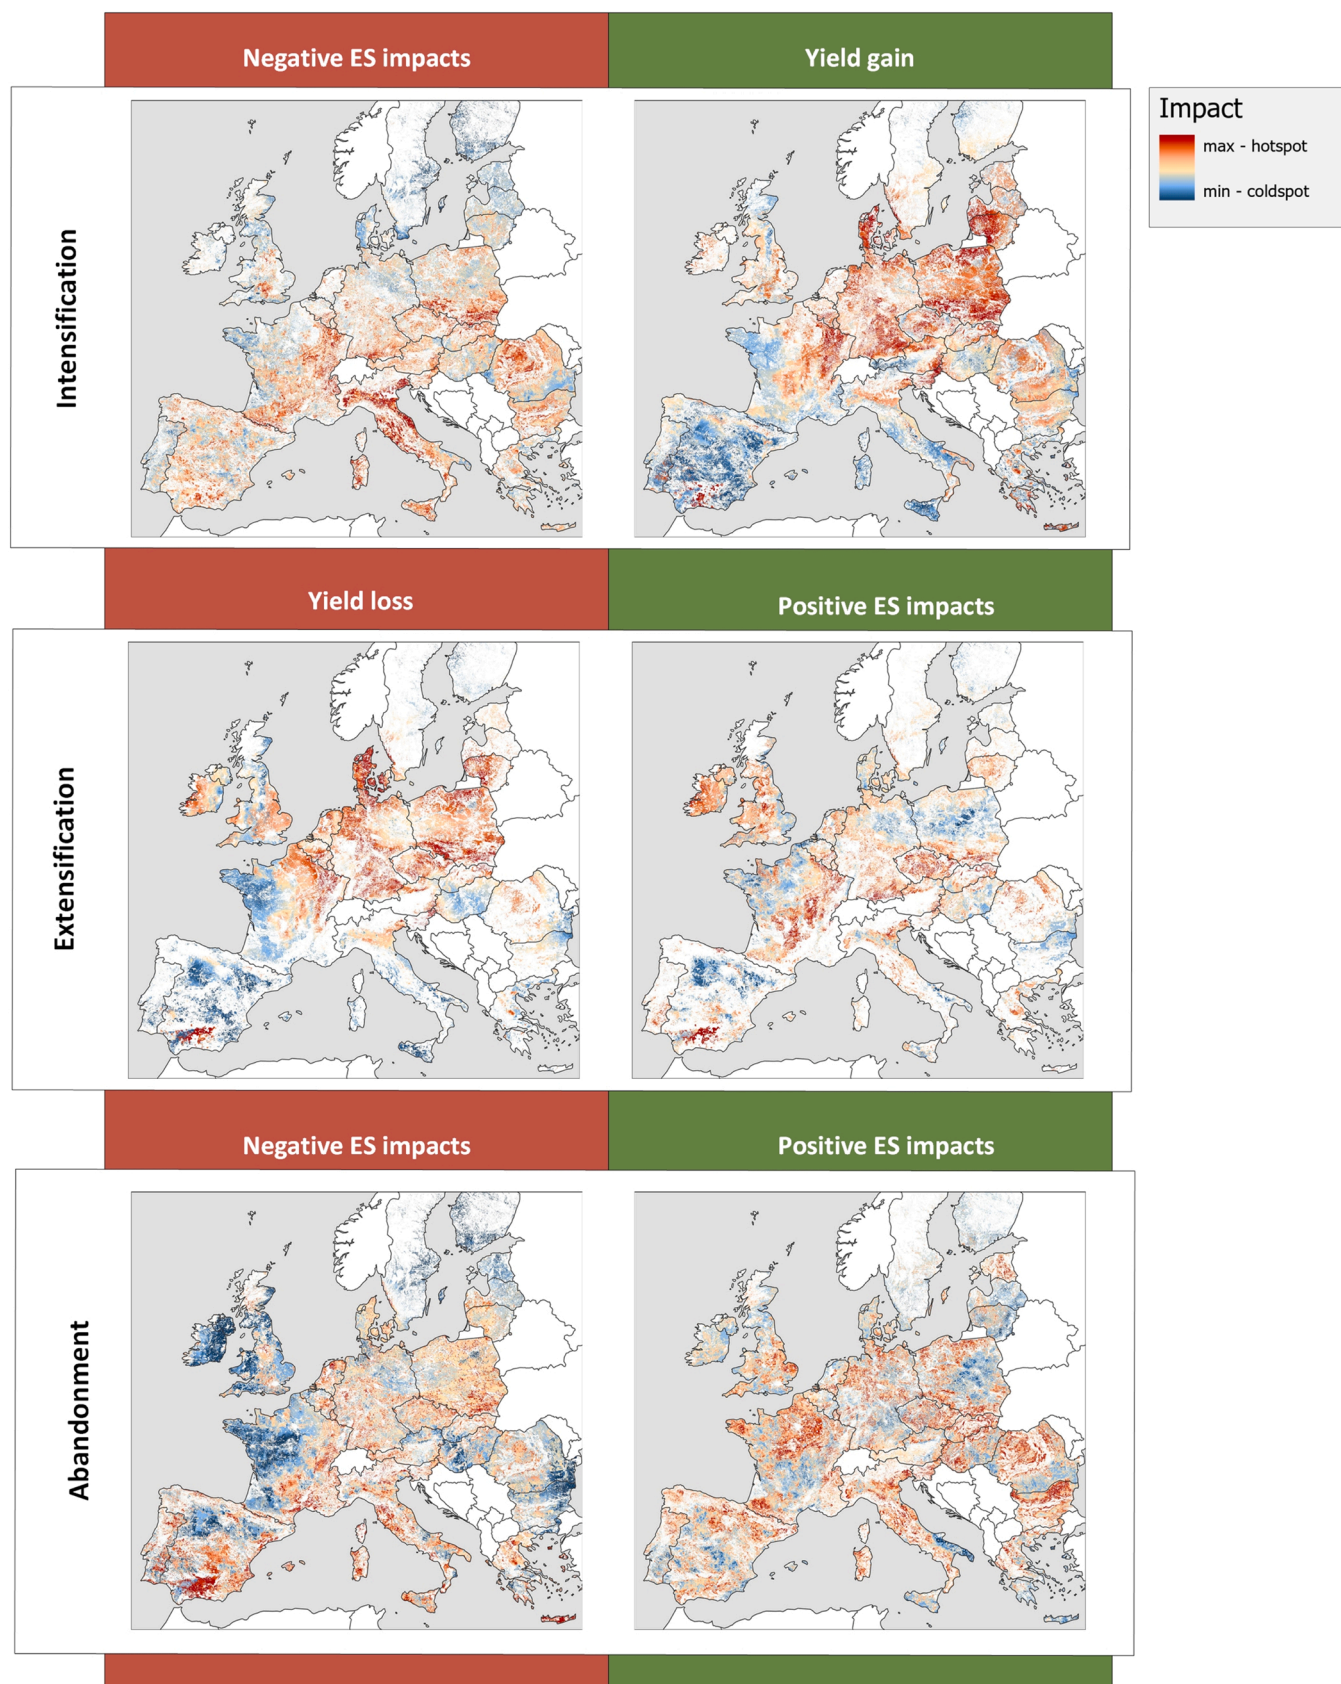 Negative ES impacts
Yield gain
Impact
max - hotspot
min - coldspot
Intensification
Yield loss
Positive ES impacts
Extensification
Negative ES impacts
Positive ES impacts
Abandonment